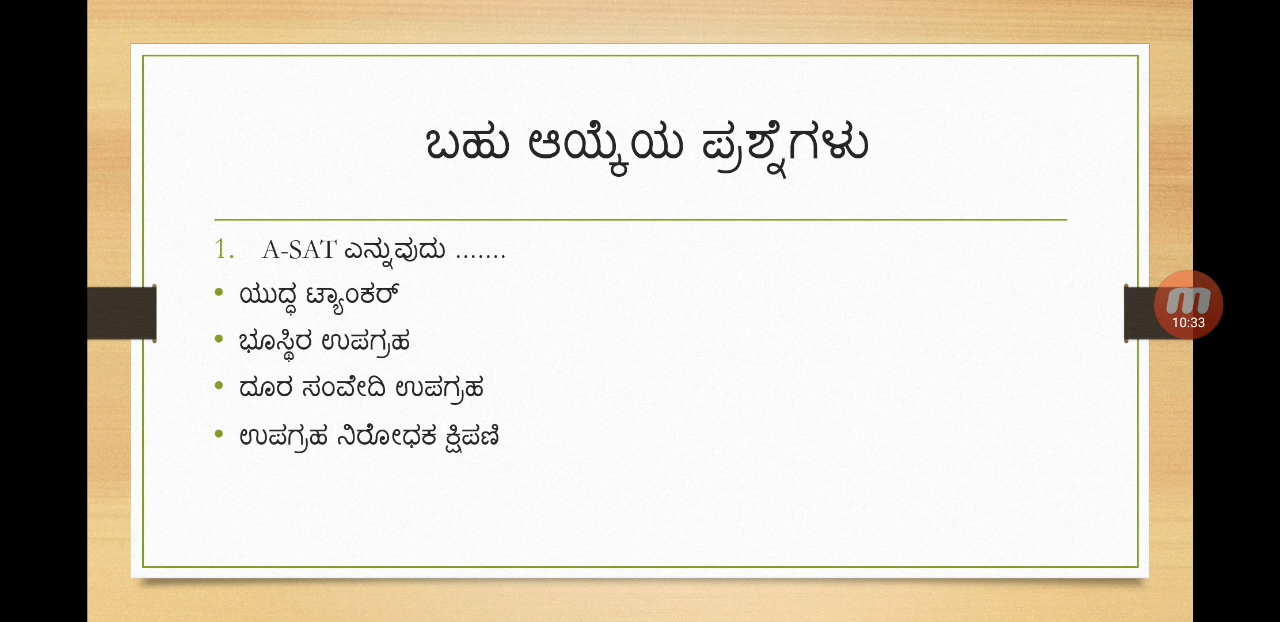 ಬಹು ಆಯ್ಕೆಯ ಪ್ರಶ್ನೆಗಳು
1. A-SAT ಎನ್ನುವುದು .......
• ಯುದ್ಧ ಟ್ಯಾಂಕರ್
• ಭೂಸ್ಥಿರ ಉಪಗ್ರಹ
• ದೂರ ಸಂವೇದಿ ಉಪಗ್ರಹ
• ಉಪಗ್ರಹ ನಿರೋಧಕ ಕ್ಷಿಪಣಿ
10:33